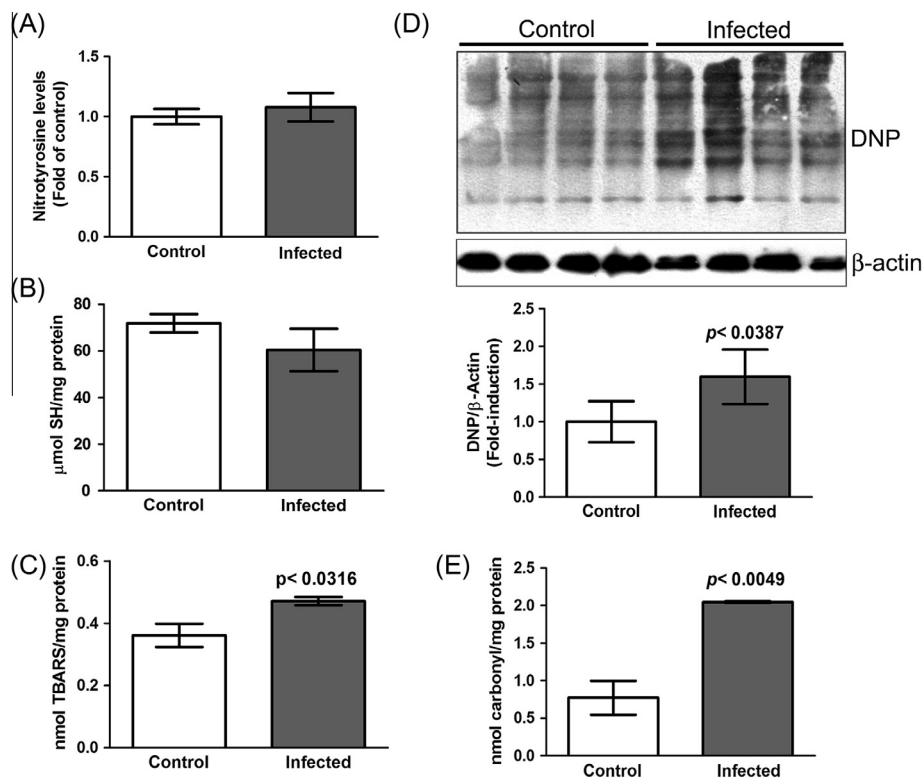 (A)
Nitrotyrosine levels
(Fold of control)
1.5
1.0
0.5
0.0
Control
Infected
(B)
μmol SH/mg protein
80
60
40
20
0
Control
Infected
(C)
nmol TBARS/mg protein
0.6
0.4
0.2
0.0
p< 0.0316
Control
Infected
(D)
Control
Infected
DNP
β-actin
DNP/β-Actin
(Fold-induction)
2.5
2.0
1.5
1.0
0.5
0.0
p< 0.0387
Control
Infected
(E)
nmol carbonyl/mg protein
2.5
2.0
1.5
1.0
0.5
0.0
p< 0.0049
Control
Infected